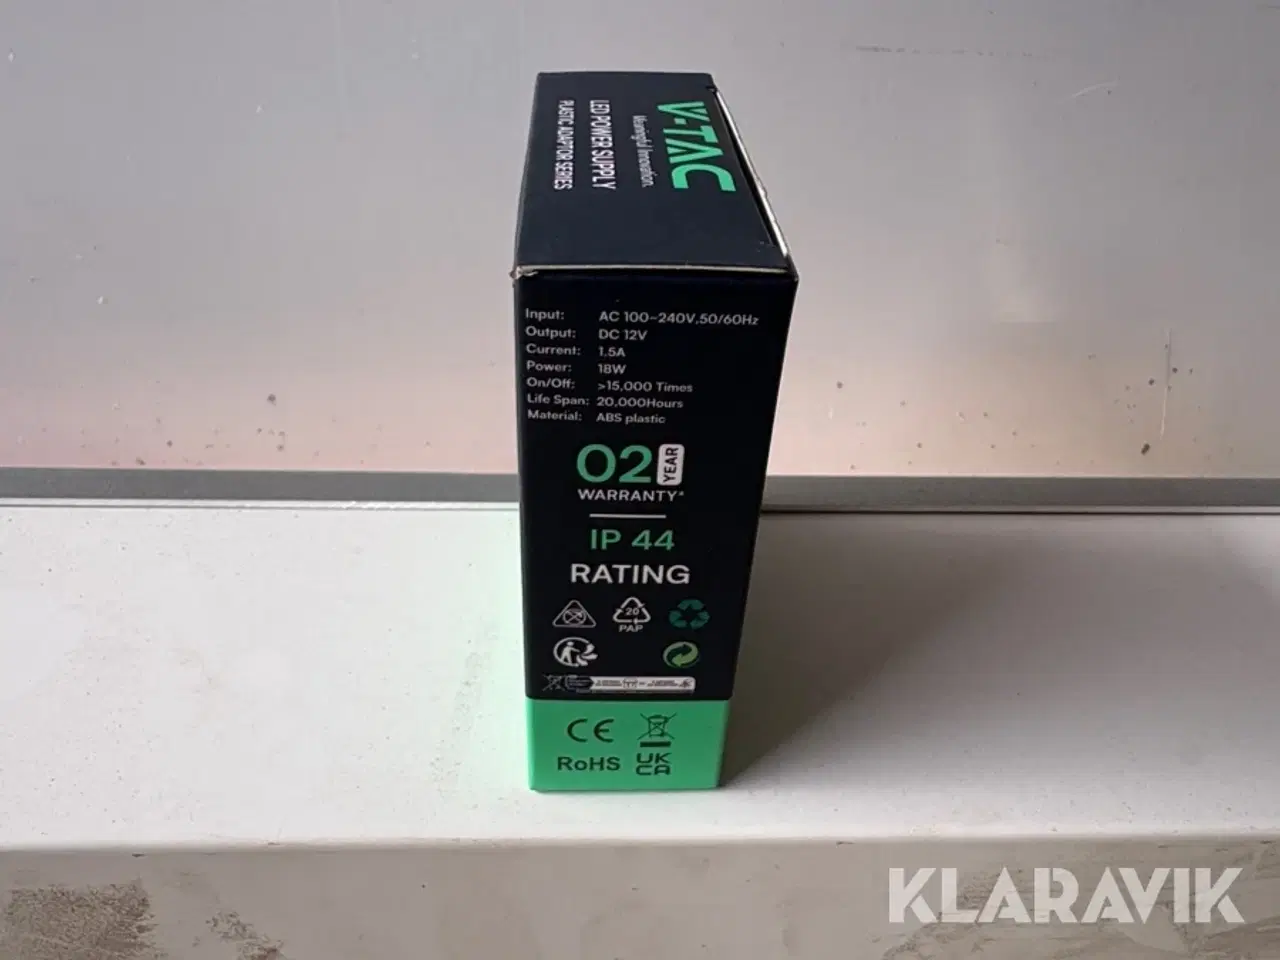 V-TAC
Meaningful Innovation.
LED POWER SUPPLY
PLASTIC ADAPTOR SERIES
Input: AC 100~240V,50/60Hz
Output: DC 12V
Current: 1.5A
Power: 18W
On/Off: >15,000 Times
Life Span: 20,000Hours
Material: ABS plastic
02 YEAR
WARRANTY*
IP 44
RATING
20
PAP
CE
RoHS
UK
CA
KLARAVIK